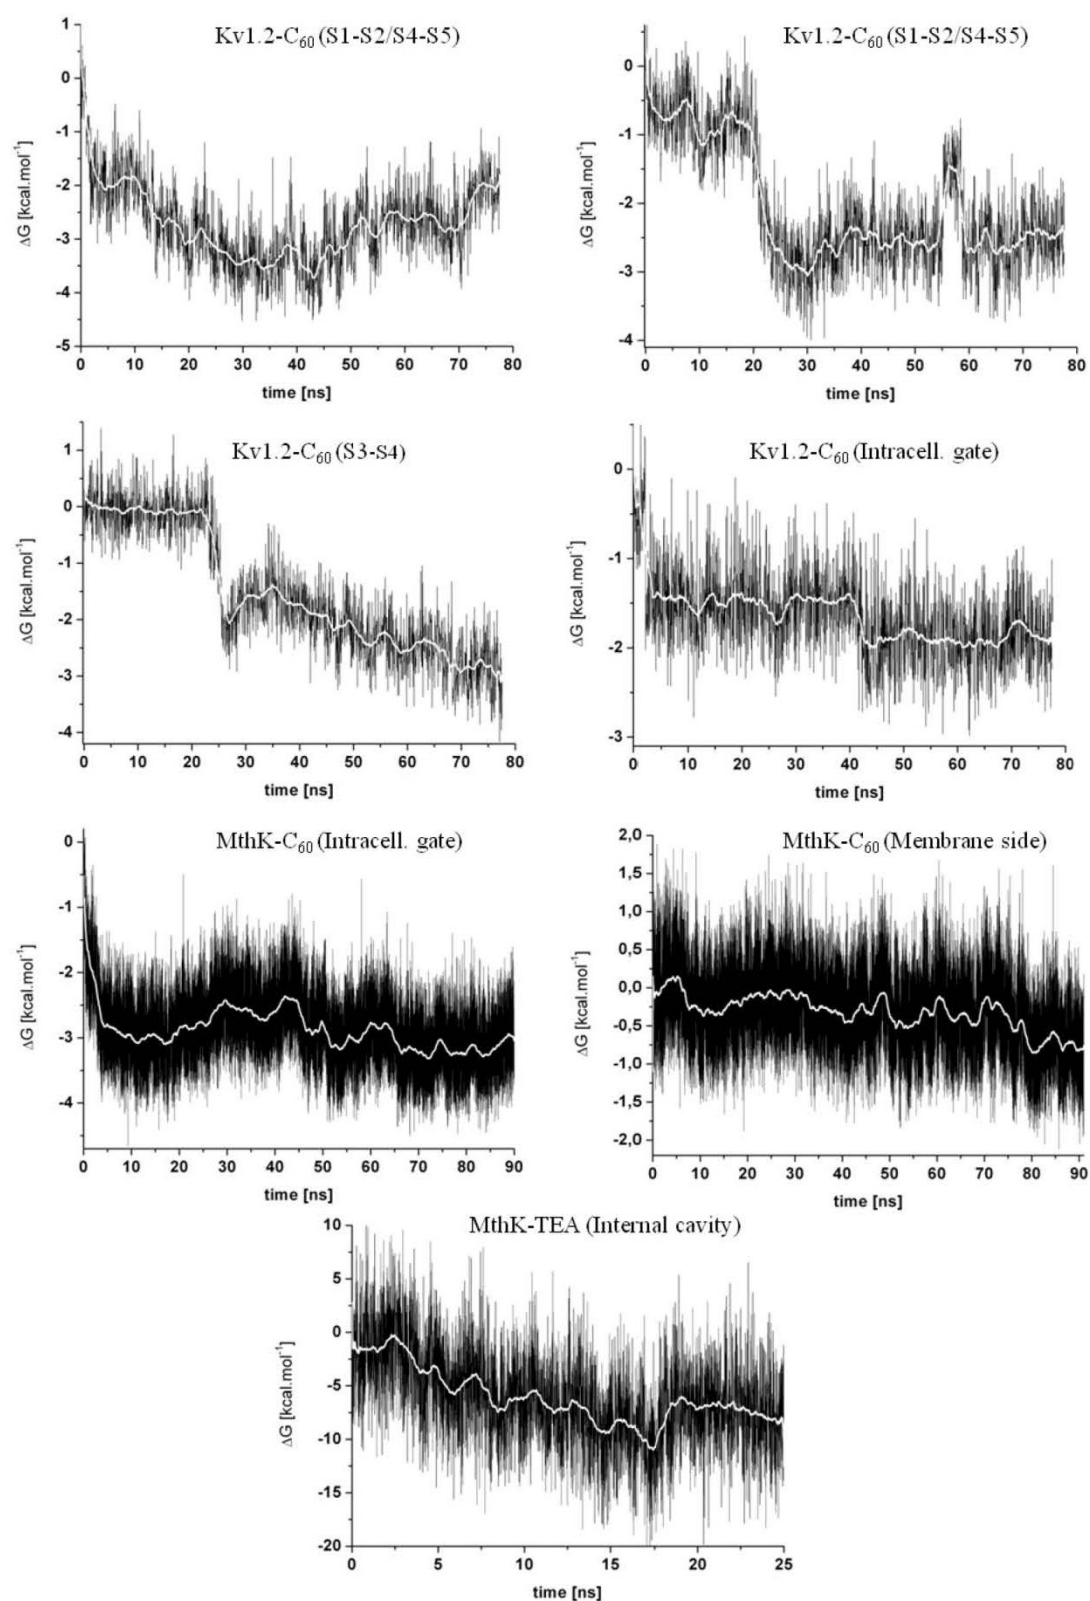 Kv1.2-C60 (S1-S2/S4-S5)
ΔG [kcal.mol-1]
1
0
-1
-2
-3
-4
-5
0 10 20 30 40 50 60 70 80
time [ns]
Kv1.2-C60 (S1-S2/S4-S5)
ΔG [kcal.mol-1]
0
-1
-2
-3
-4
0 10 20 30 40 50 60 70 80
time [ns]
Kv1.2-C60 (S3-S4)
ΔG [kcal.mol-1]
1
0
-1
-2
-3
-4
0 10 20 30 40 50 60 70 80
time [ns]
Kv1.2-C60 (Intracell. gate)
ΔG [kcal.mol-1]
0
-1
-2
-3
0 10 20 30 40 50 60 70 80
time [ns]
MthK-C60 (Intracell. gate)
ΔG [kcal.mol-1]
0
-1
-2
-3
-4
0 10 20 30 40 50 60 70 80 90
time [ns]
MthK-C60 (Membrane side)
ΔG [kcal.mol-1]
2,0
1,5
1,0
0,5
0,0
-0,5
-1,0
-1,5
-2,0
0 10 20 30 40 50 60 70 80 90
time [ns]
MthK-TEA (Internal cavity)
ΔG [kcal.mol-1]
10
5
0
-5
-10
-15
-20
0 5 10 15 20 25
time [ns]